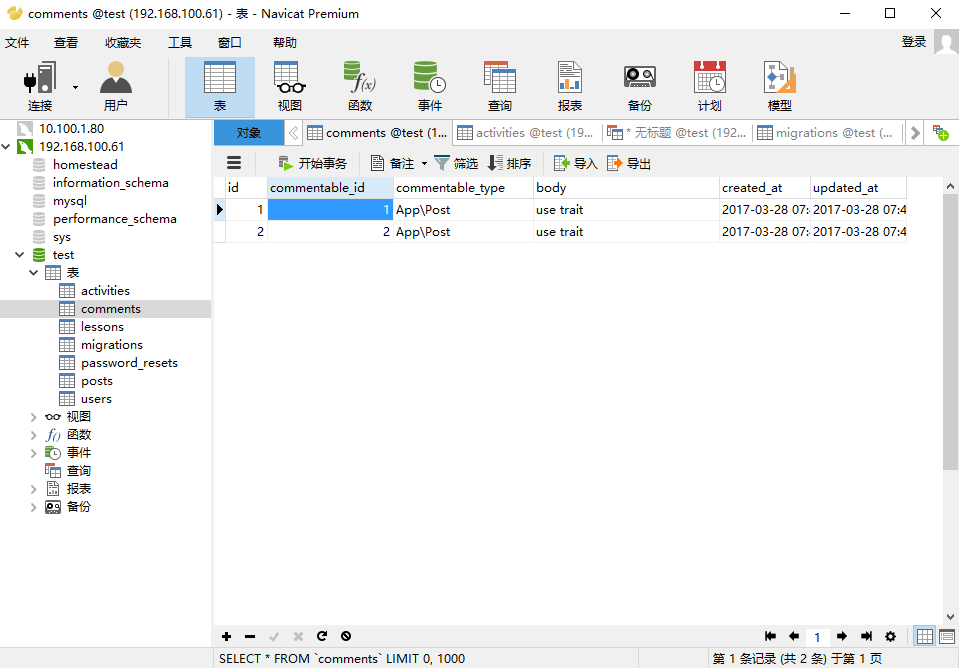 comments @test (192.168.100.61) - 表 - Navicat Premium
文件 查看 收藏夹 工具 窗口 帮助 登录
连接 用户 表 视图 函数 事件 查询 报表 备份 计划 模型
10.100.1.80
192.168.100.61
homestead
information_schema
mysql
performance_schema
sys
test
表
activities
comments
lessons
migrations
password_resets
posts
users
视图
函数
事件
查询
报表
备份
对象 comments @test (1... activities @test (19... * 无标题 @test (192... migrations @test (...
开始事务 备注 筛选 排序 导入 导出
id commentable_id commentable_type body created_at updated_at
1 1 App\Post use trait 2017-03-28 07: 2017-03-28 07:4
2 2 App\Post use trait 2017-03-28 07: 2017-03-28 07:4
1
SELECT * FROM `comments` LIMIT 0, 1000 第 1 条记录 (共 2 条) 于第 1 页